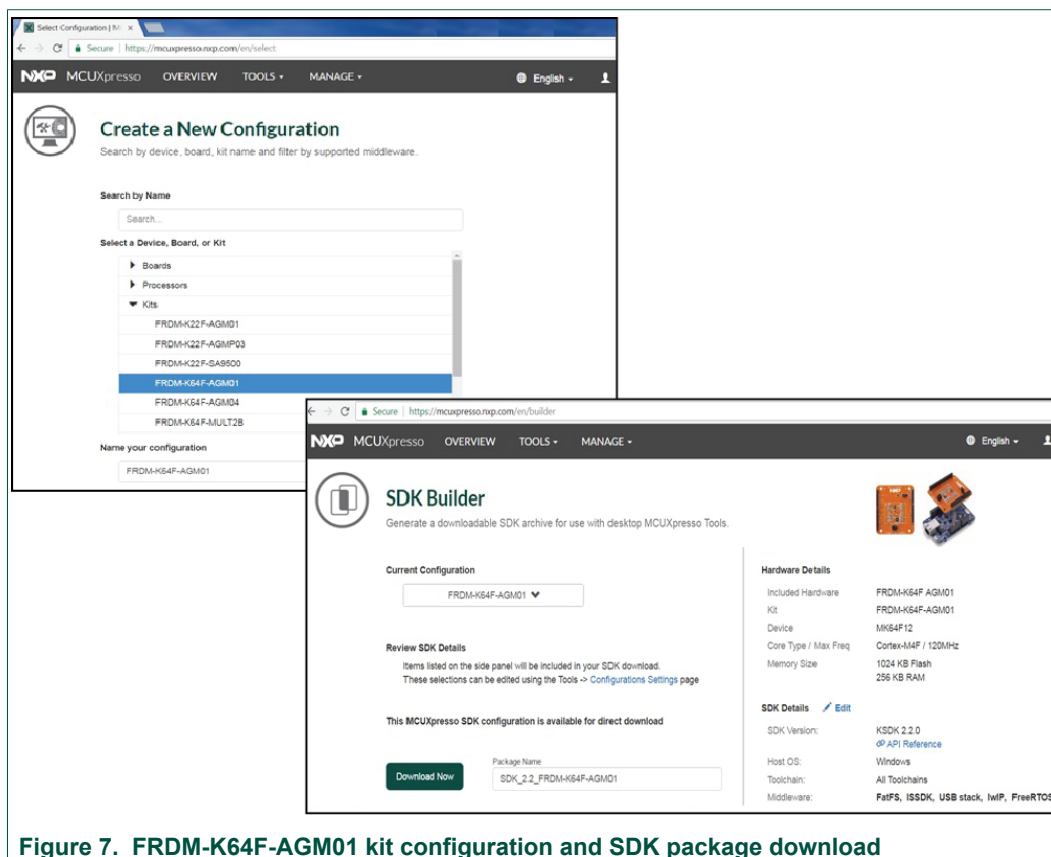 Select Configuration | M
Secure | https://mcuxpresso.nxp.com/en/select
NXP MCUXpresso OVERVIEW TOOLS MANAGE English
Create a New Configuration
Search by device, board, kit name and filter by supported middleware.
Search by Name
Search...
Select a Device, Board, or Kit
Boards
Processors
Kits
FRDM-K22F-AGM01
FRDM-K22F-AGMP03
FRDM-K22F-SA9500
FRDM-K64F-AGM01
FRDM-K64F-AGM04
FRDM-K64F-MULT2B
Name your configuration
FRDM-K64F-AGM01
Secure | https://mcuxpresso.nxp.com/en/builder
NXP MCUXpresso OVERVIEW TOOLS MANAGE English
SDK Builder
Generate a downloadable SDK archive for use with desktop MCUXpresso Tools.
Current Configuration
FRDM-K64F-AGM01
Review SDK Details
Items listed on the side panel will be included in your SDK download.
These selections can be edited using the Tools -> Configurations Settings page
This MCUXpresso SDK configuration is available for direct download
Download Now
Package Name
SDK_2.2_FRDM-K64F-AGM01
Hardware Details
Included Hardware FRDM-K64F AGM01
Kit FRDM-K64F-AGM01
Device MK64F12
Core Type / Max Freq Cortex-M4F / 120MHz
Memory Size 1024 KB Flash
256 KB RAM
SDK Details Edit
SDK Version: KSDK 2.2.0
API Reference
Host OS: Windows
Toolchain: All Toolchains
Middleware: FatFS, ISSDK, USB stack, lwIP, FreeRTOS
Figure 7. FRDM-K64F-AGM01 kit configuration and SDK package download